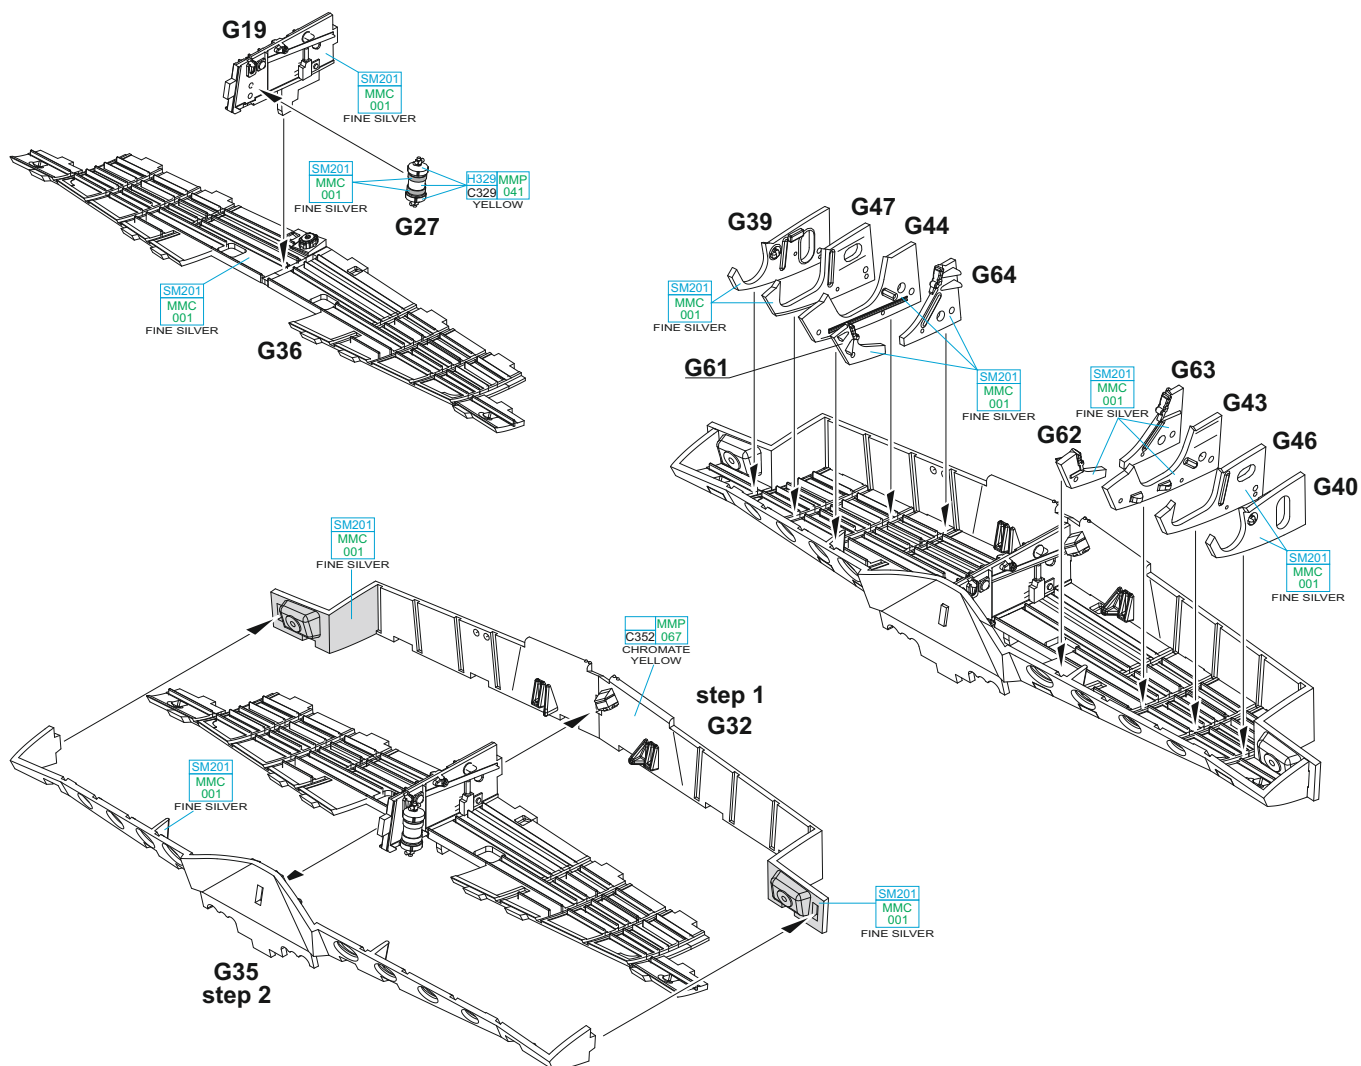 G19
SM201
MMC
001
FINE SILVER
SM201
MMC
001
FINE SILVER
H329 MMP
C329 041
YELLOW
G27
SM201
MMC
001
FINE SILVER
G36
G39
G47
G44
G64
SM201
MMC
001
FINE SILVER
G61
SM201
MMC
001
FINE SILVER
G63
SM201
MMC
001
FINE SILVER
G43
G62
G46
G40
SM201
MMC
001
FINE SILVER
SM201
MMC
001
FINE SILVER
MMP
C352 067
CHROMATE
YELLOW
step 1
G32
SM201
MMC
001
FINE SILVER
SM201
MMC
001
FINE SILVER
G35
step 2